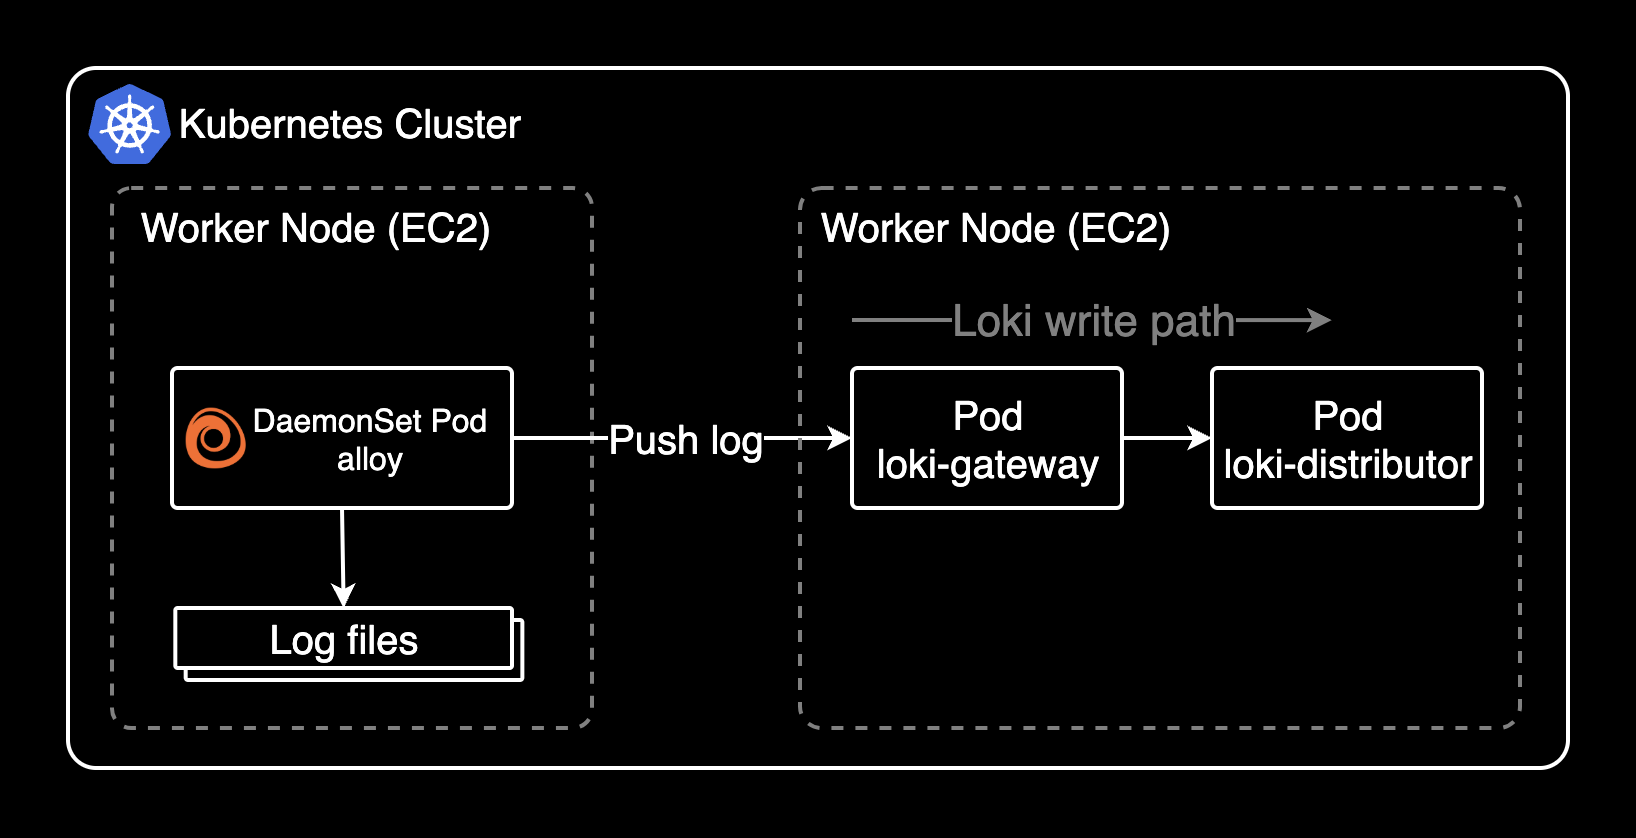 Kubernetes Cluster
Worker Node (EC2)
DaemonSet Pod
alloy
Log files
Push log
Worker Node (EC2)
Loki write path
Pod
loki-gateway
Pod
loki-distributor